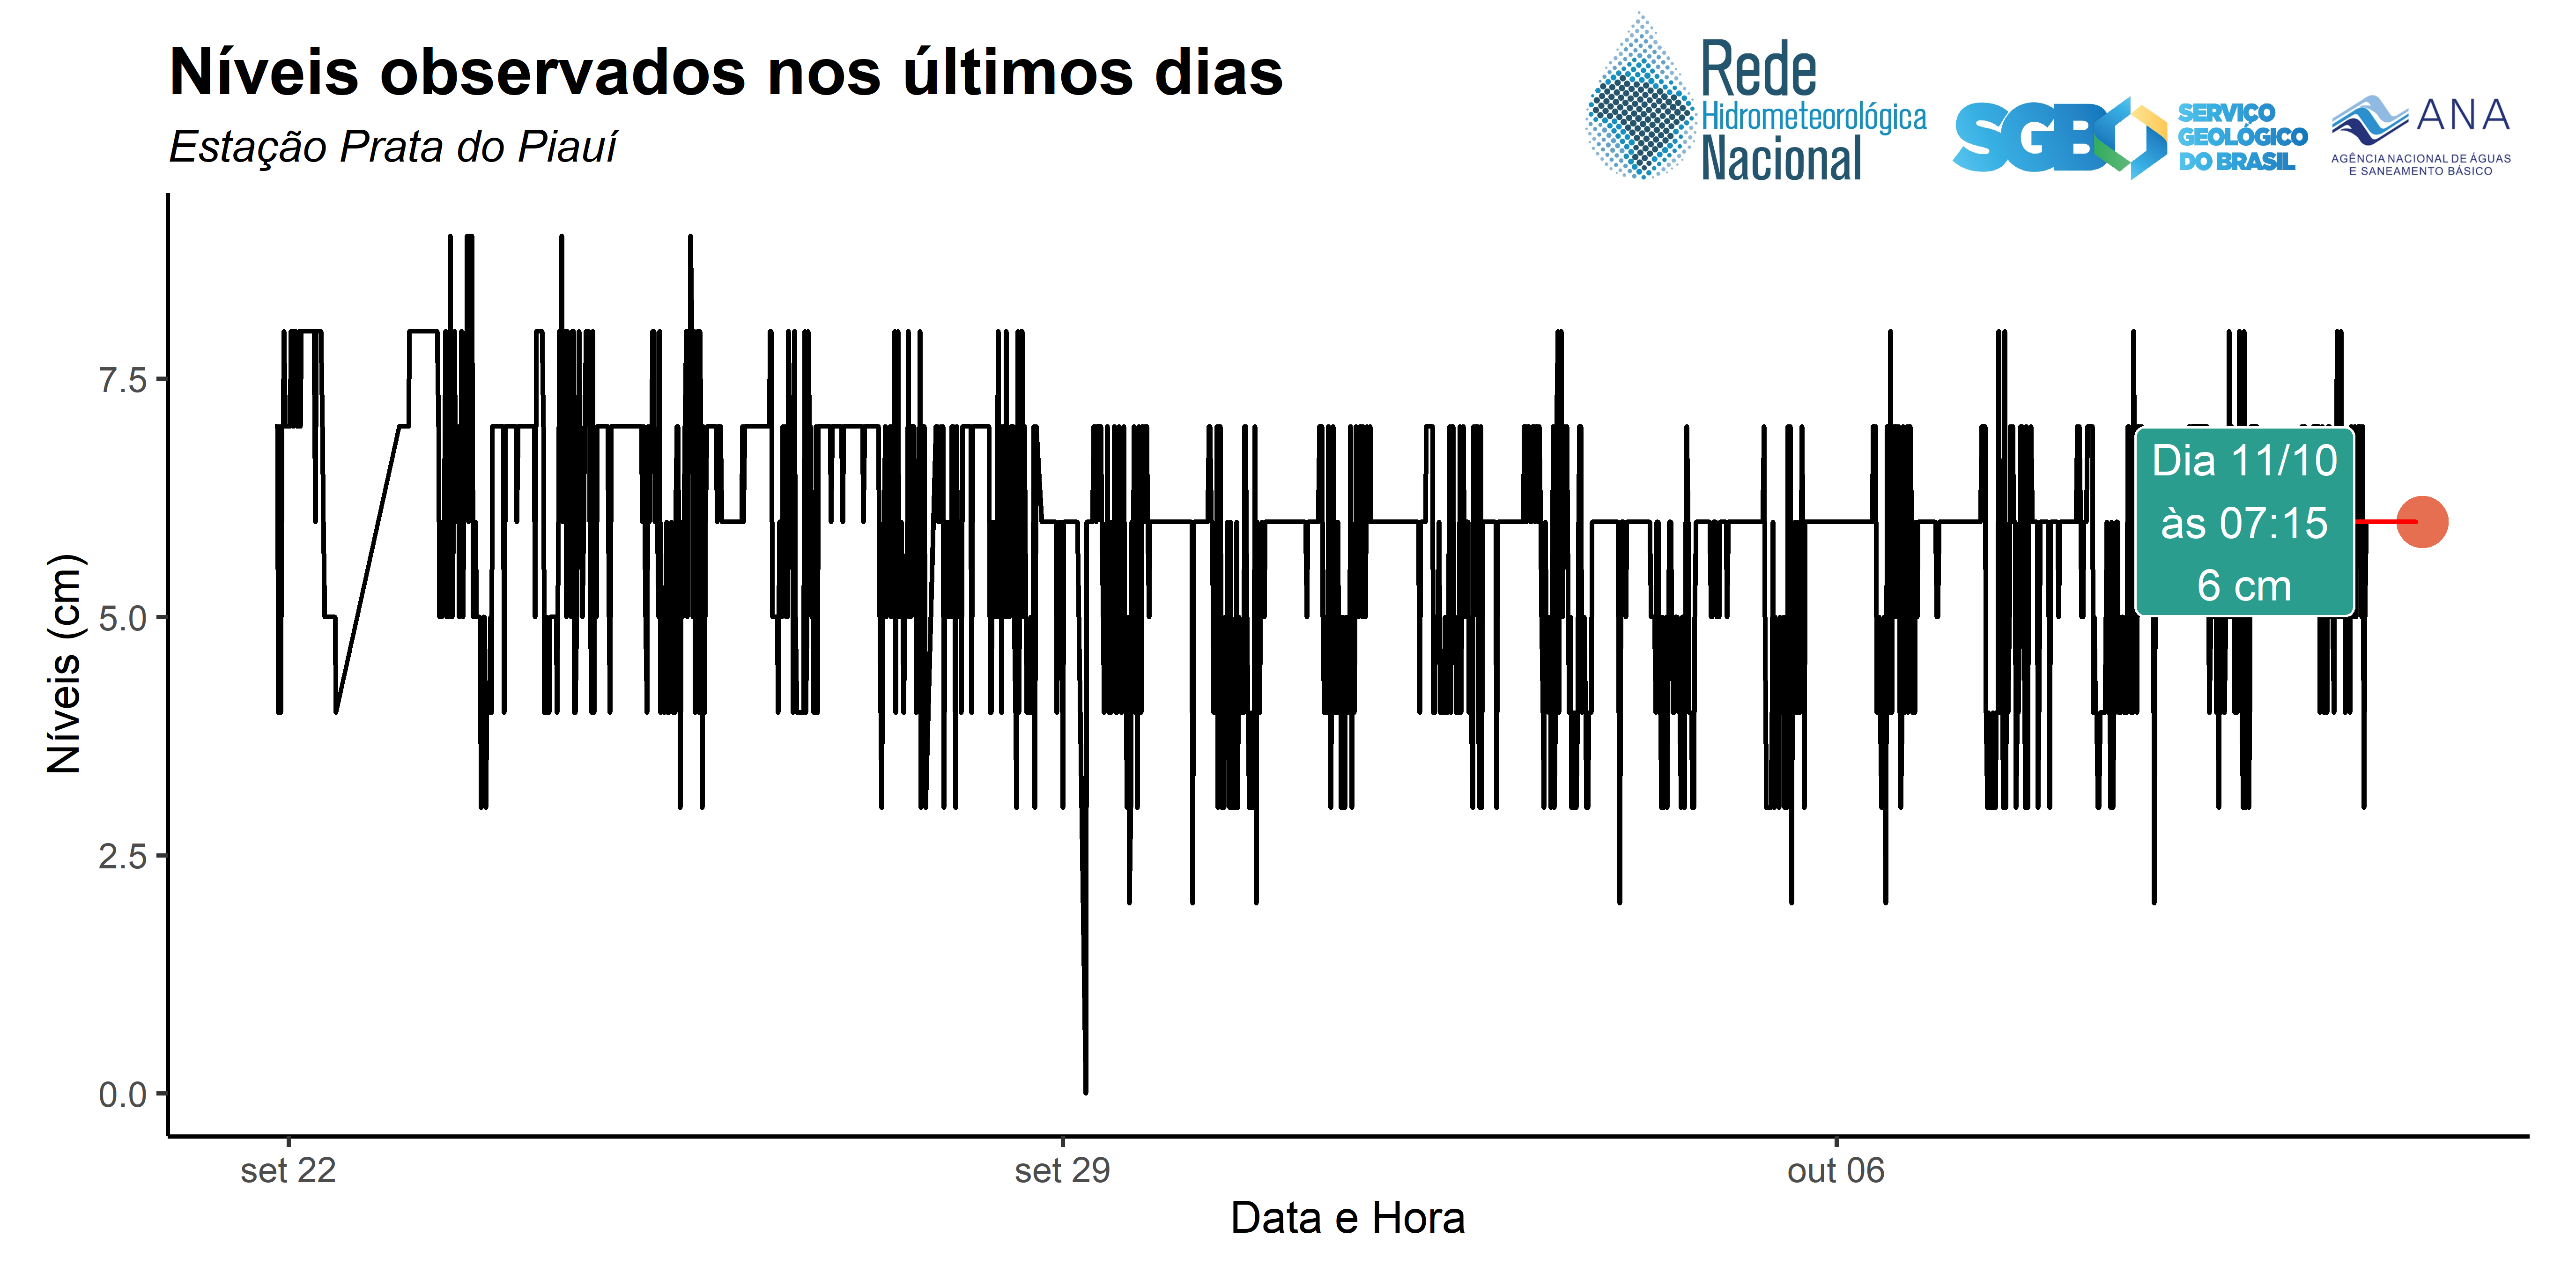 Níveis observados nos últimos dias
Estação Prata do Piauí
Rede
Hidrometeorológica
Nacional
SGB
SERVIÇO
GEOLÓGICO
DO BRASIL
ANA
AGÊNCIA NACIONAL DE ÁGUAS
E SANEAMENTO BÁSICO
Níveis (cm)
7.5
5.0
2.5
0.0
Dia 11/10
às 07:15
6 cm
set 22
set 29
out 06
Data e Hora